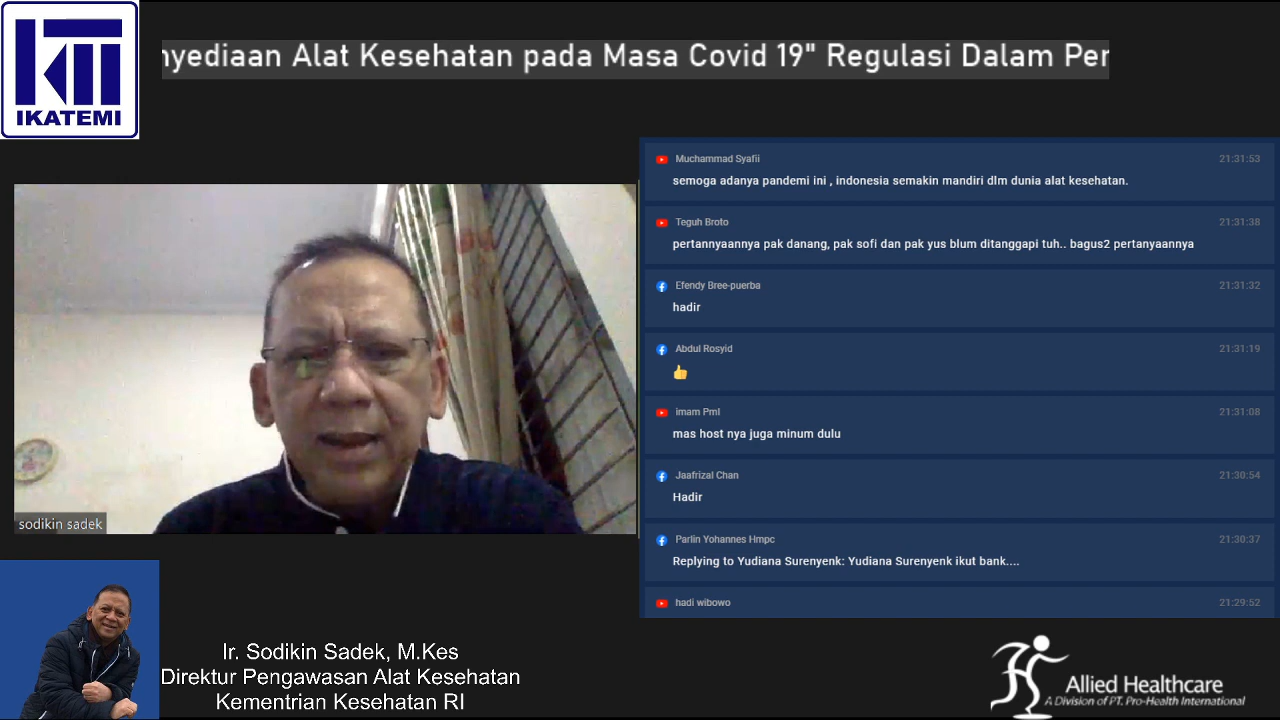 IKATEMI
nyediaan Alat Kesehatan pada Masa Covid 19" Regulasi Dalam Per
Muchammad Syafii 21:31:53
semoga adanya pandemi ini , indonesia semakin mandiri dlm dunia alat kesehatan.
Teguh Broto 21:31:38
pertannyaannya pak danang, pak sofi dan pak yus blum ditanggapi tuh.. bagus2 pertanyaannya
Efendy Bree-puerba 21:31:32
hadir
Abdul Rosyid 21:31:19
👍
imam Pml 21:31:08
mas host nya juga minum dulu
Jaafrizal Chan 21:30:54
Hadir
Parlin Yohannes Hmpc 21:30:37
Replying to Yudiana Surenyenk: Yudiana Surenyenk ikut bank....
hadi wibowo 21:29:52
sodikin sadek
Ir. Sodikin Sadek, M.Kes
Direktur Pengawasan Alat Kesehatan
Kementrian Kesehatan RI
Allied Healthcare
A Division of PT. Pro-Health International